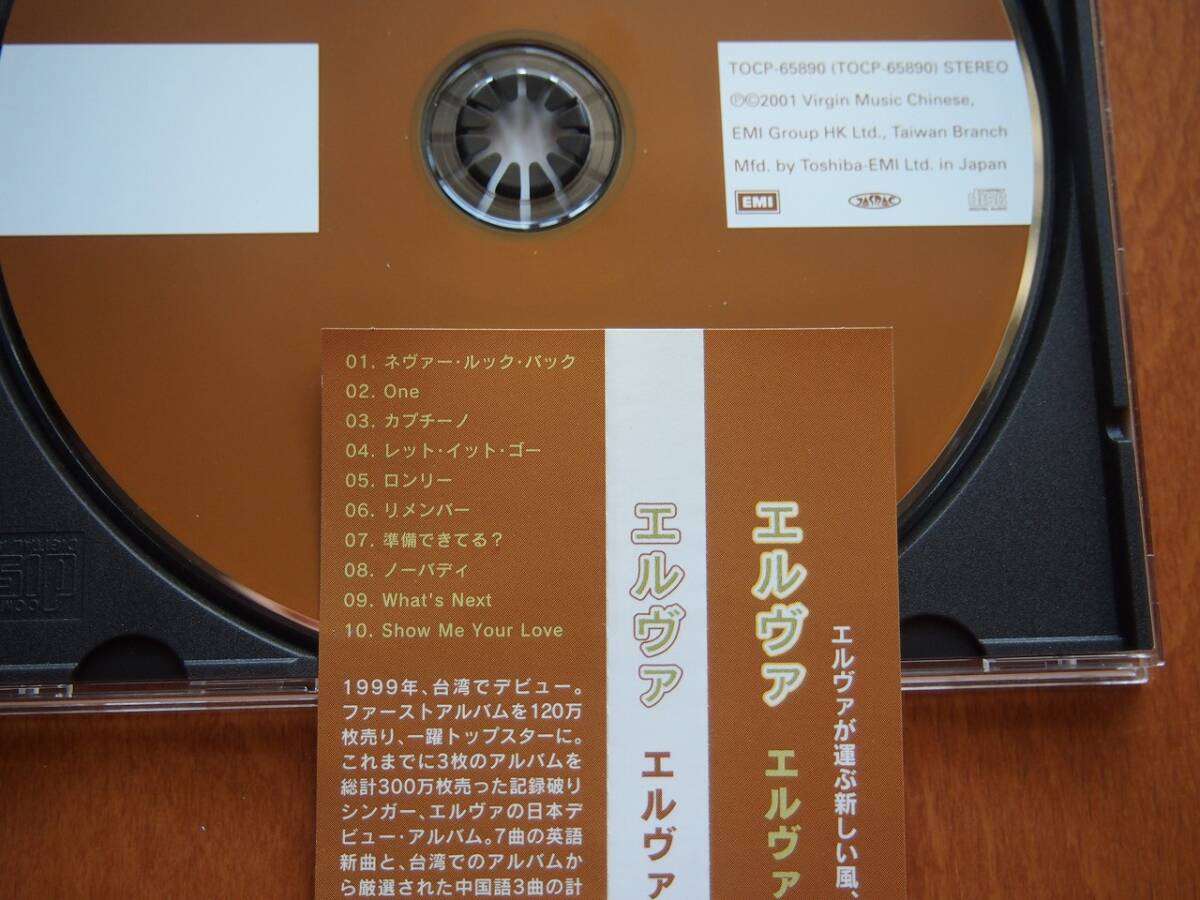 TOCP-65890 (TOCP-65890) STEREO
℗©2001 Virgin Music Chinese,
EMI Group HK Ltd., Taiwan Branch
Mfd. by Toshiba-EMI Ltd. in Japan
EMI
JASRAC
disc
01. ネヴァー・ルック・バック
02. One
03. カプチーノ
04. レット・イット・ゴー
05. ロンリー
06. リメンバー
07. 準備できてる?
08. ノーバディ
09. What's Next
10. Show Me Your Love
1999年、台湾でデビュー。
ファーストアルバムを120万
枚売り、一躍トップスターに。
これまでに3枚のアルバムを
総計300万枚売った記録破り
シンガー、エルヴァの日本デ
ビュー・アルバム。7曲の英語
新曲と、台湾でのアルバムか
ら厳選された中国語3曲の計
エルヴァ
エルヴァ
エルヴァ
エルヴァ
エルヴァが運ぶ新しい風、